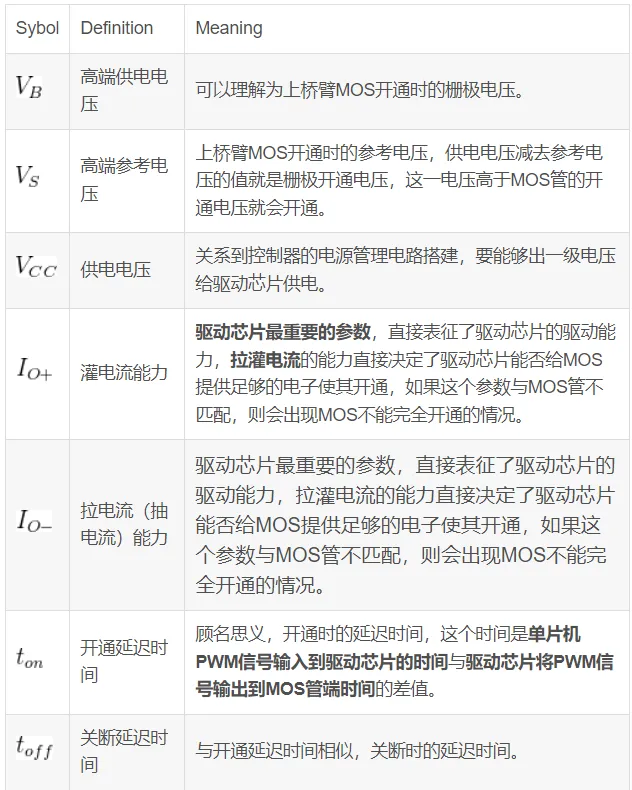 Sybol Definition Meaning
V_B 高端供电电压 可以理解为上桥臂MOS开通时的栅极电压。
V_S 高端参考电压 上桥臂MOS开通时的参考电压，供电电压减去参考电
压的值就是栅极开通电压，这一电压高于MOS管的开
通电压就会开通。
V_{CC} 供电电压 关系到控制器的电源管理电路搭建，要能够出一级电压
给驱动芯片供电。
I_{O+} 灌电流能力 驱动芯片最重要的参数，直接表征了驱动芯片的驱动能
力，拉灌电流的能力直接决定了驱动芯片能否给MOS
提供足够的电子使其开通，如果这个参数与MOS管不
匹配，则会出现MOS不能完全开通的情况。
I_{O-} 拉电流（抽电流）能力 驱动芯片最重要的参数，直接表征了驱动芯片的
驱动能力，拉灌电流的能力直接决定了驱动芯片
能否给MOS提供足够的电子使其开通，如果这
个参数与MOS管不匹配，则会出现MOS不能完
全开通的情况。
t_{on} 开通延迟时间 顾名思义，开通时的延迟时间，这个时间是单片机
PWM信号输入到驱动芯片的时间与驱动芯片将PWM信
号输出到MOS管端时间的差值。
t_{off} 关断延迟时间 与开通延迟时间相似，关断时的延迟时间。